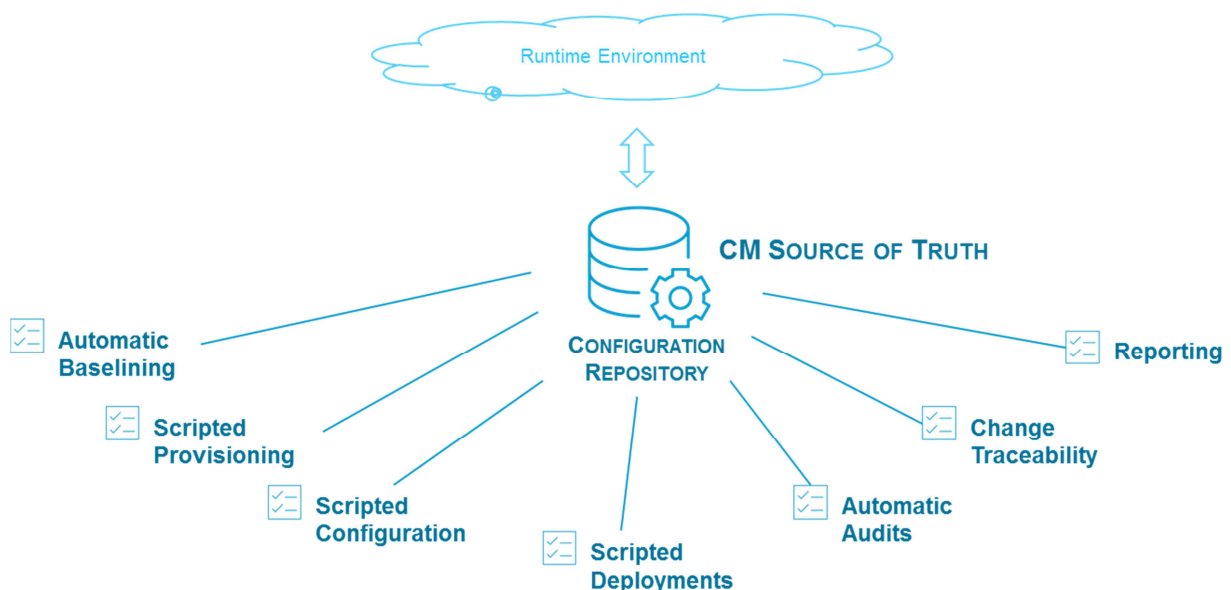 Runtime Environment
CM SOURCE OF TRUTH
CONFIGURATION
REPOSITORY
Automatic
Baselining
Scripted
Provisioning
Scripted
Configuration
Scripted
Deployments
Automatic
Audits
Change
Traceability
Reporting